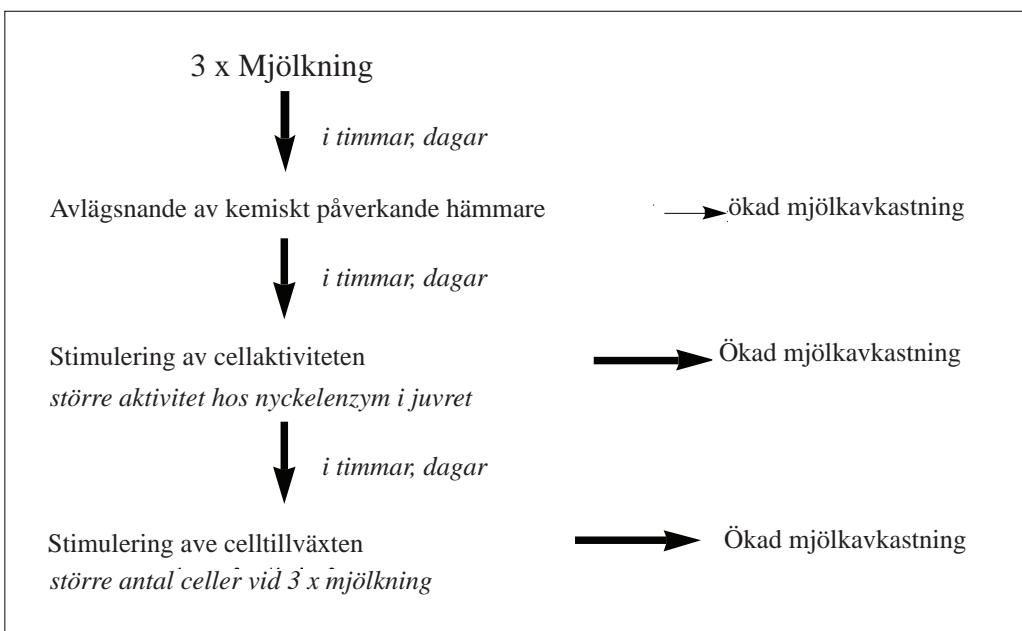 3 x Mjölkning
i timmar, dagar
Avlägsnande av kemiskt påverkande hämmare
ökad mjölkavkastning
i timmar, dagar
Stimulering av cellaktiviteten
Ökad mjölkavkastning
större aktivitet hos nyckelenzym i juvret
i timmar, dagar
Stimulering ave celltillväxten
Ökad mjölkavkastning
större antal celler vid 3 x mjölkning